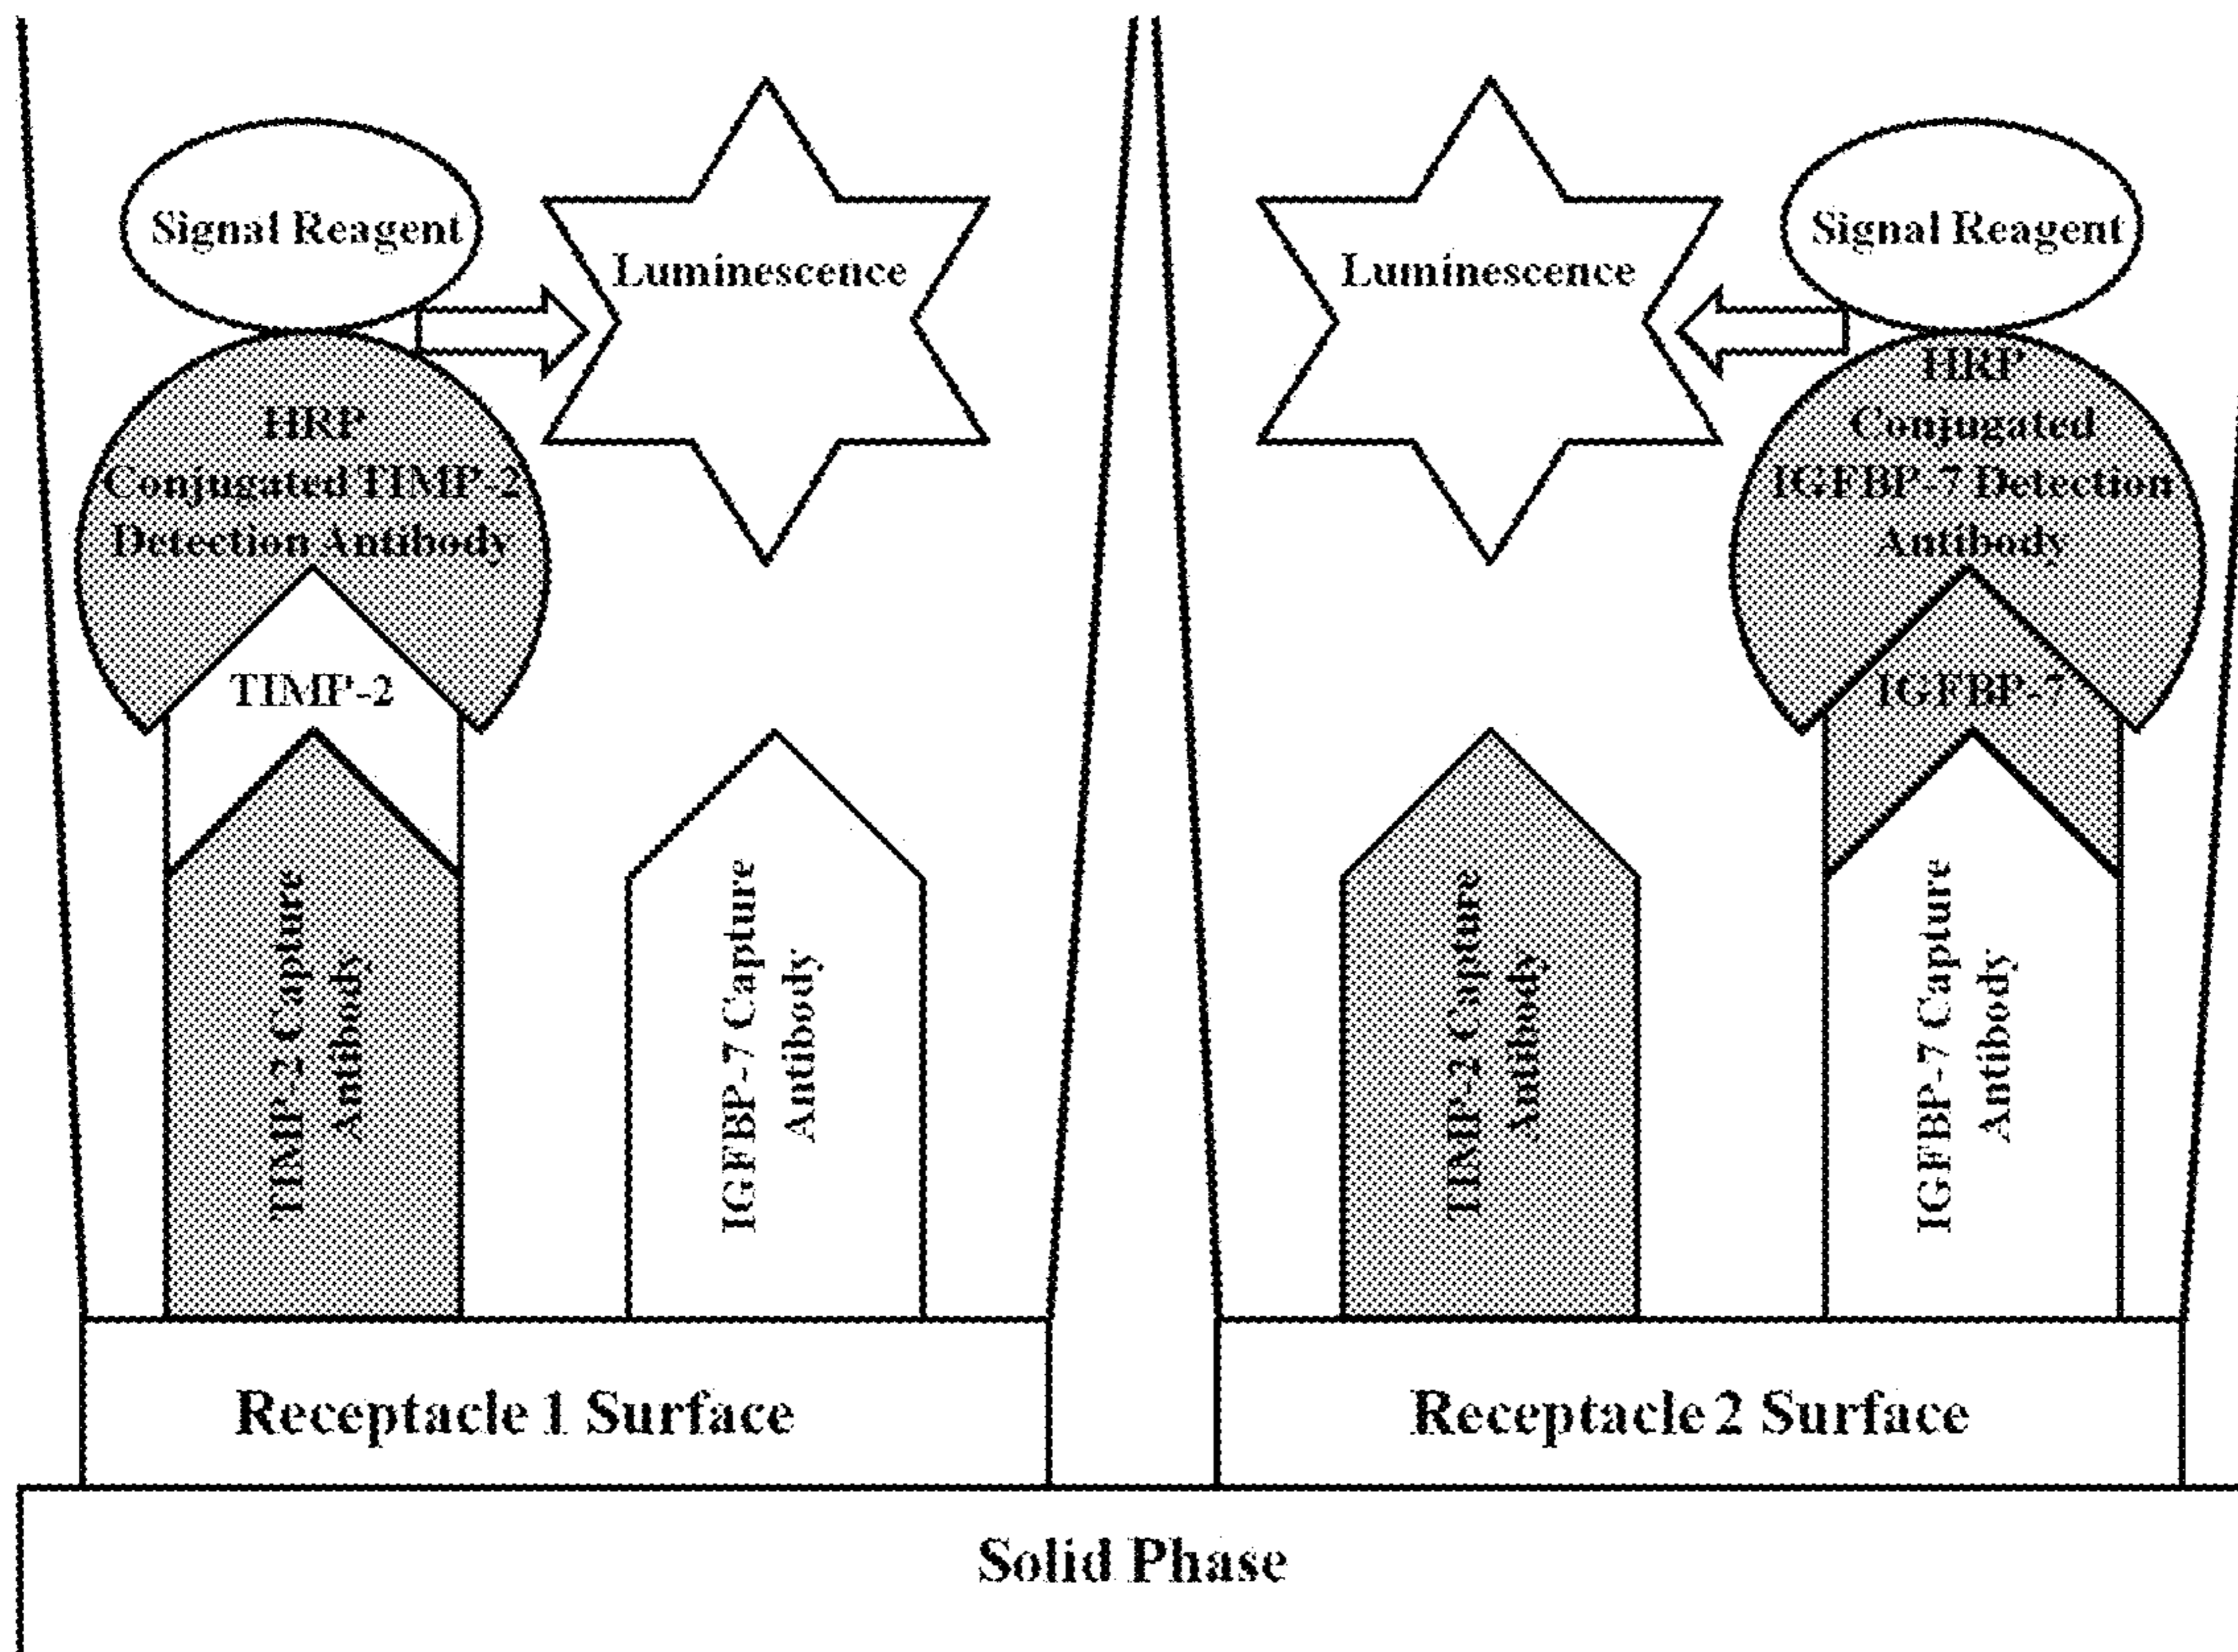 Signal Reagent
Luminescence
HRP
Conjugated TIMP-2
Detection Antibody
TIMP-2
TIMP-2 Capture
Antibody
IGFBP-7 Capture
Antibody
Receptacle 1 Surface
Luminescence
Signal Reagent
HRP
Conjugated
IGFBP-7 Detection
Antibody
IGFBP-7
TIMP-2 Capture
Antibody
IGFBP-7 Capture
Antibody
Receptacle 2 Surface
Solid Phase